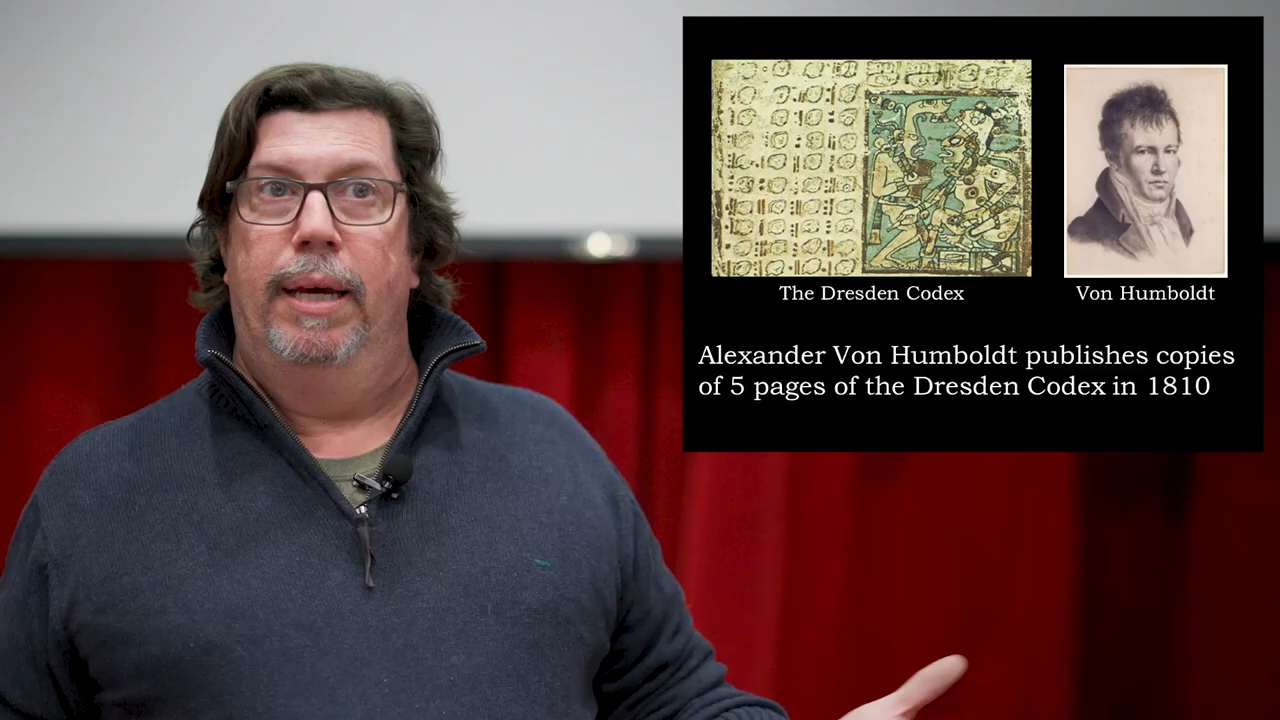 The Dresden Codex
Von Humboldt
Alexander Von Humboldt publishes copies
of 5 pages of the Dresden Codex in 1810